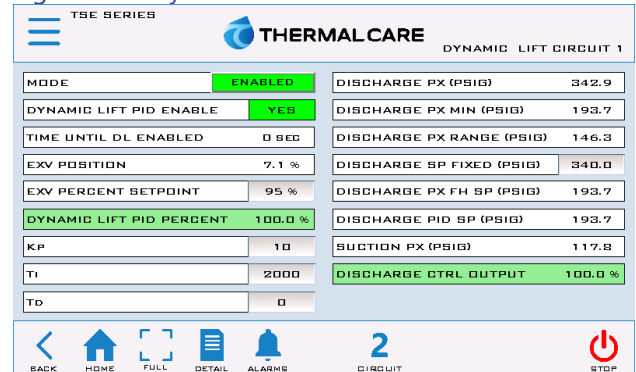 TSE SERIES
THERMALCARE
DYNAMIC LIFT CIRCUIT 1
MODE ENABLED
DYNAMIC LIFT PID ENABLE YES
TIME UNTIL DL ENABLED 0 SEC
EXV POSITION 7.1 %
EXV PERCENT SETPOINT 95 %
DYNAMIC LIFT PID PERCENT 100.0 %
KP 10
TI 2000
TD 0
DISCHARGE PX (PSIG) 342.9
DISCHARGE PX MIN (PSIG) 193.7
DISCHARGE PX RANGE (PSIG) 146.3
DISCHARGE SP FIXED (PSIG) 340.0
DISCHARGE PX FH SP (PSIG) 193.7
DISCHARGE PID SP (PSIG) 193.7
SUCTION PX (PSIG) 117.8
DISCHARGE CTRL OUTPUT 100.0 %
BACK HOME FULL DETAIL ALARMS 2 CIRCUIT STOP